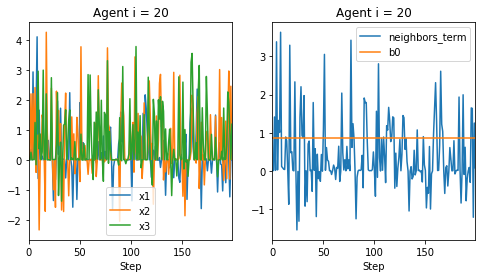 Agent i = 20
4
3
2
1
0
−1
−2
0
50
100
150
Step
x1
x2
x3
Agent i = 20
3
2
1
0
−1
0
50
100
150
Step
neighbors_term
b0